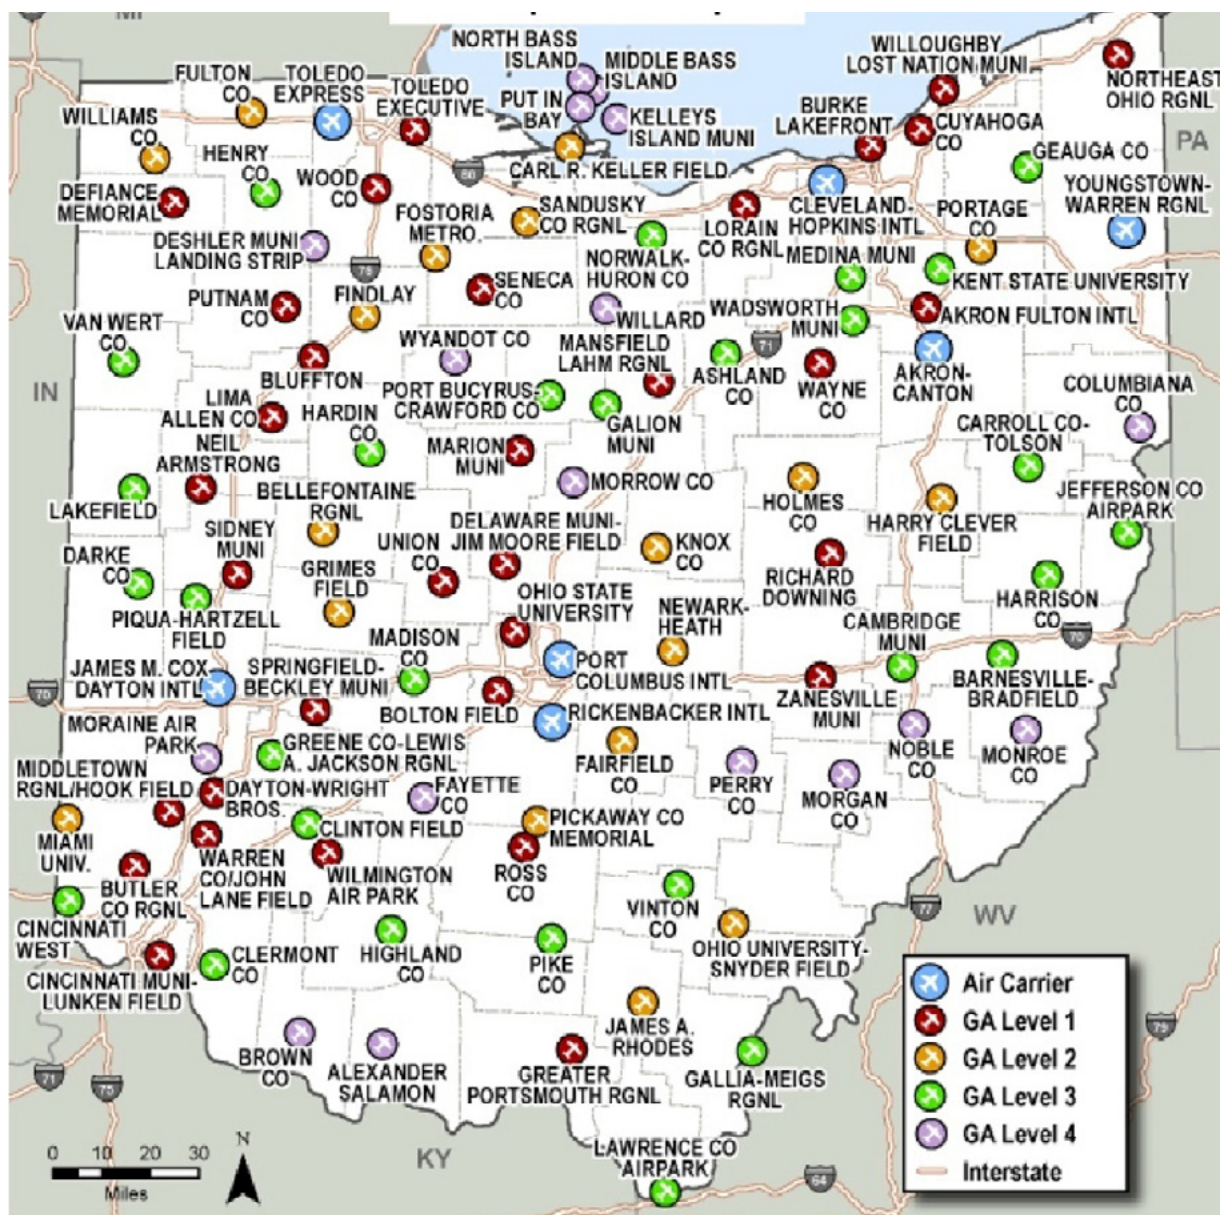 MI
NORTH BASS
ISLAND
MIDDLE BASS
ISLAND
WILLOUGHBY
LOST NATION MUNI
NORTHEAST
OHIO RGNL
FULTON
CO
TOLEDO
EXPRESS
TOLEDO
EXECUTIVE
PUT IN
BAY
KELLEYS
ISLAND MUNI
BURKE
LAKEFRONT
CUYAHOGA
CO
WILLIAMS
CO
HENRY
CO
WOOD
CO
80
CARL R. KELLER FIELD
GEAUGA CO
PA
DEFIANCE
MEMORIAL
FOSTORIA
METRO.
SANDUSKY
CO RGNL
LORAIN
CO RGNL
CLEVELAND-
HOPKINS INTL
PORTAGE
CO
YOUNGSTOWN-
WARREN RGNL
DESHLER MUNI
LANDING STRIP
75
NORWALK-
HURON CO
MEDINA MUNI
KENT STATE UNIVERSITY
PUTNAM
CO
FINDLAY
SENECA
CO
WILLARD
WADSWORTH
MUNI
AKRON FULTON INTL
VAN WERT
CO
WYANDOT CO
MANSFIELD
LAHM RGNL
71
ASHLAND
CO
WAYNE
CO
AKRON-
CANTON
COLUMBIANA
CO
IN
BLUFFTON
LIMA
ALLEN CO
HARDIN
CO
PORT BUCYRUS-
CRAWFORD CO
GALION
MUNI
CARROLL CO-
TOLSON
NEIL
ARMSTRONG
MARION
MUNI
MORROW CO
HOLMES
CO
HARRY CLEVER
FIELD
JEFFERSON CO
AIRPARK
LAKEFIELD
BELLEFONTAINE
RGNL
SIDNEY
MUNI
DELAWARE MUNI-
JIM MOORE FIELD
UNION
CO
KNOX
CO
RICHARD
DOWNING
DARKE
CO
GRIMES
FIELD
OHIO STATE
UNIVERSITY
NEWARK-
HEATH
CAMBRIDGE
MUNI
HARRISON
CO
70
PIQUA-HARTZELL
FIELD
MADISON
CO
JAMES M. COX
DAYTON INTL
SPRINGFIELD-
BECKLEY MUNI
PORT
COLUMBUS INTL
ZANESVILLE
MUNI
BARNESVILLE-
BRADFIELD
70
MORAINE AIR
PARK
BOLTON FIELD
RICKENBACKER INTL
NOBLE
CO
MONROE
CO
GREENE CO-LEWIS
A. JACKSON RGNL
FAIRFIELD
CO
PERRY
CO
MORGAN
CO
MIDDLETOWN
RGNL/HOOK FIELD
DAYTON-WRIGHT
BROS.
FAYETTE
CO
MIAMI
UNIV.
CLINTON FIELD
PICKAWAY CO
MEMORIAL
WARREN
CO/JOHN
LANE FIELD
WILMINGTON
AIR PARK
ROSS
CO
BUTLER
CO RGNL
VINTON
CO
77
WV
CINCINNATI
WEST
CLERMONT
CO
HIGHLAND
CO
PIKE
CO
OHIO UNIVERSITY-
SNYDER FIELD
CINCINNATI MUNI-
LUNKEN FIELD
JAMES A.
RHODES
BROWN
CO
ALEXANDER
SALAMON
GREATER
PORTSMOUTH RGNL
GALLIA-MEIGS
RGNL
79
71
75
LAWRENCE CO
AIRPARK
KY
64
Air Carrier
GA Level 1
GA Level 2
GA Level 3
GA Level 4
Interstate
N
0 10 20 30
Miles